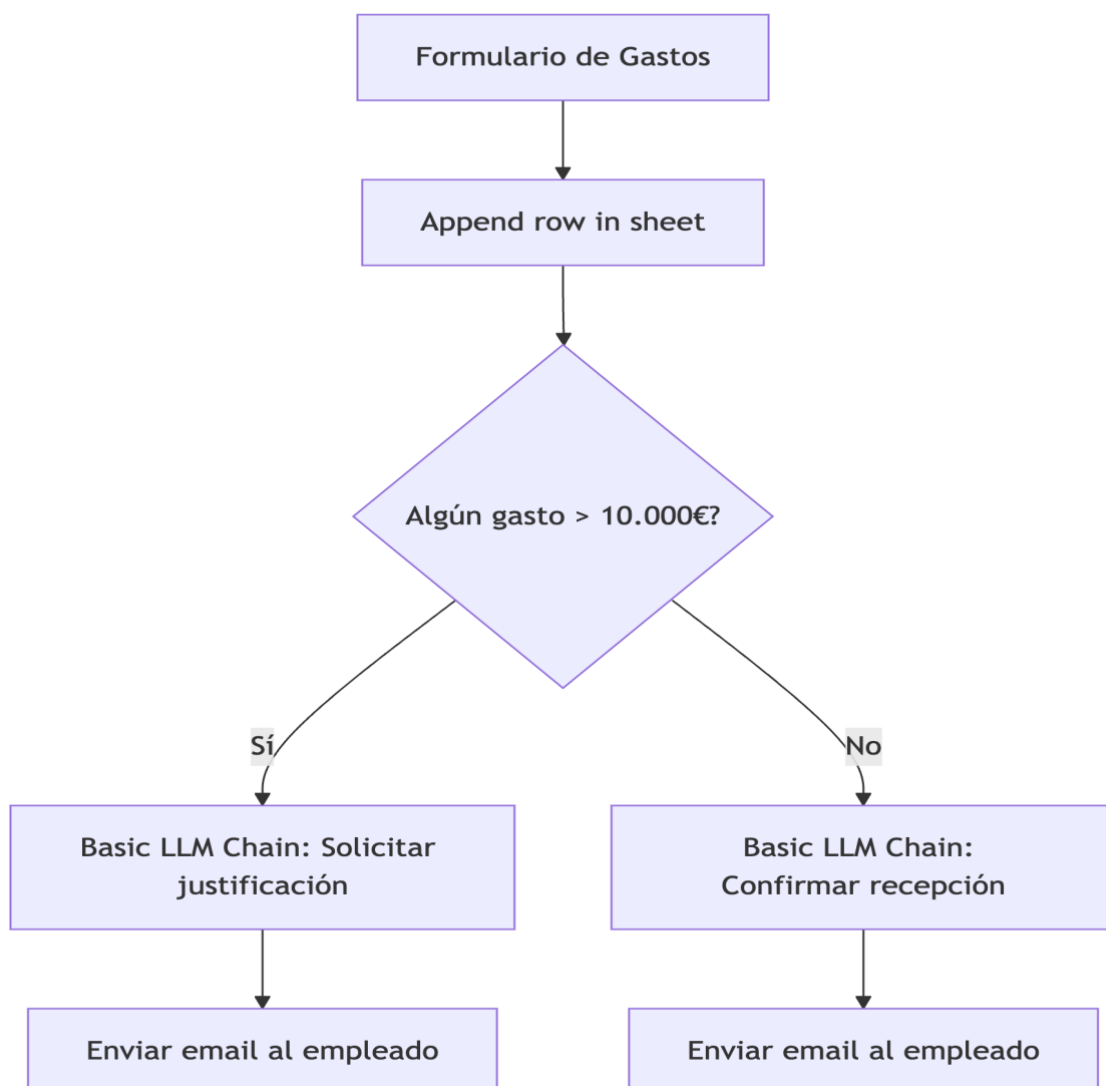 Formulario de Gastos
Append row in sheet
Algún gasto > 10.000€?
Sí
No
Basic LLM Chain: Solicitar
justificación
Basic LLM Chain:
Confirmar recepción
Enviar email al empleado
Enviar email al empleado